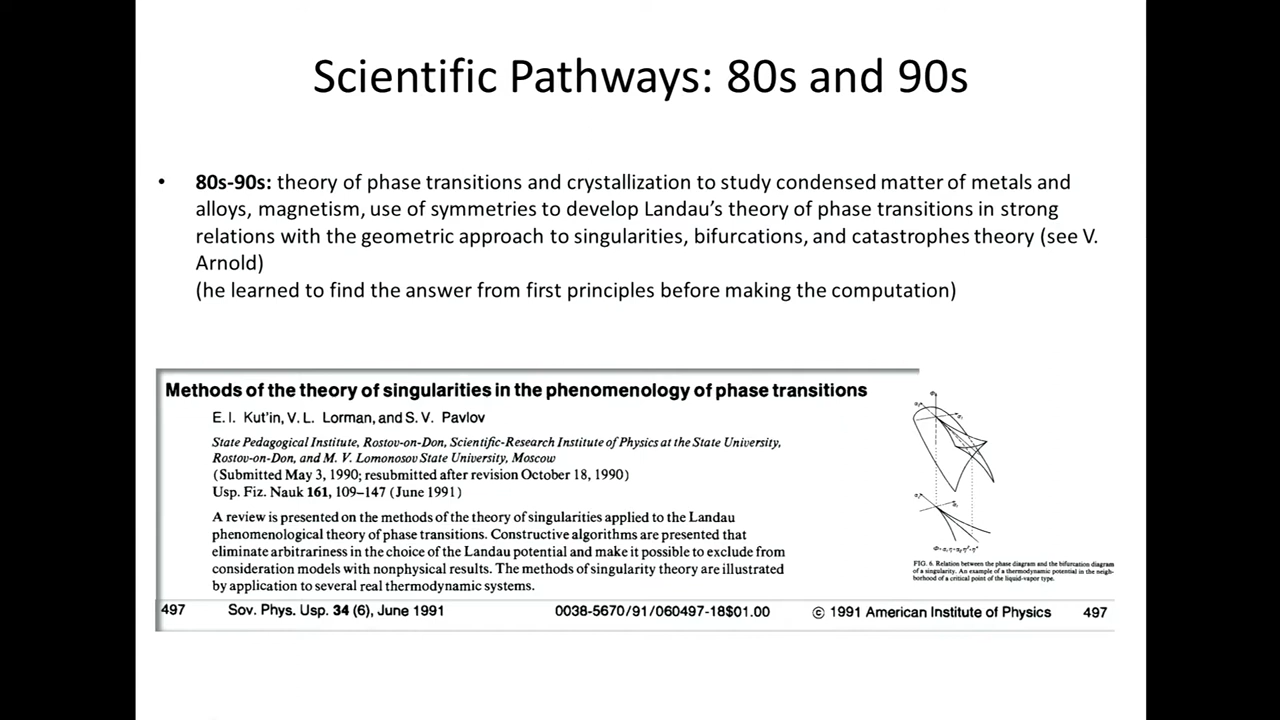 Scientific Pathways: 80s and 90s
• 80s-90s: theory of phase transitions and crystallization to study condensed matter of metals and
alloys, magnetism, use of symmetries to develop Landau’s theory of phase transitions in strong
relations with the geometric approach to singularities, bifurcations, and catastrophes theory (see V.
Arnold)
(he learned to find the answer from first principles before making the computation)
Methods of the theory of singularities in the phenomenology of phase transitions
E. I. Kut'in, V. L. Lorman, and S. V. Pavlov
State Pedagogical Institute, Rostov-on-Don, Scientific-Research Institute of Physics at the State University,
Rostov-on-Don, and M. V. Lomonosov State University, Moscow
(Submitted May 3, 1990; resubmitted after revision October 18, 1990)
Usp. Fiz. Nauk 161, 109–147 (June 1991)
A review is presented on the methods of the theory of singularities applied to the Landau
phenomenological theory of phase transitions. Constructive algorithms are presented that
eliminate arbitrariness in the choice of the Landau potential and make it possible to exclude from
consideration models with nonphysical results. The methods of singularity theory are illustrated
by application to several real thermodynamic systems.
FIG. 6. Relation between the phase diagram and the bifurcation diagram
of a singularity. An example of a thermodynamic potential in the neigh-
borhood of a critical point of the liquid-vapor type.
497 Sov. Phys. Usp. 34 (6), June 1991 0038-5670/91/060497-18$01.00 © 1991 American Institute of Physics 497